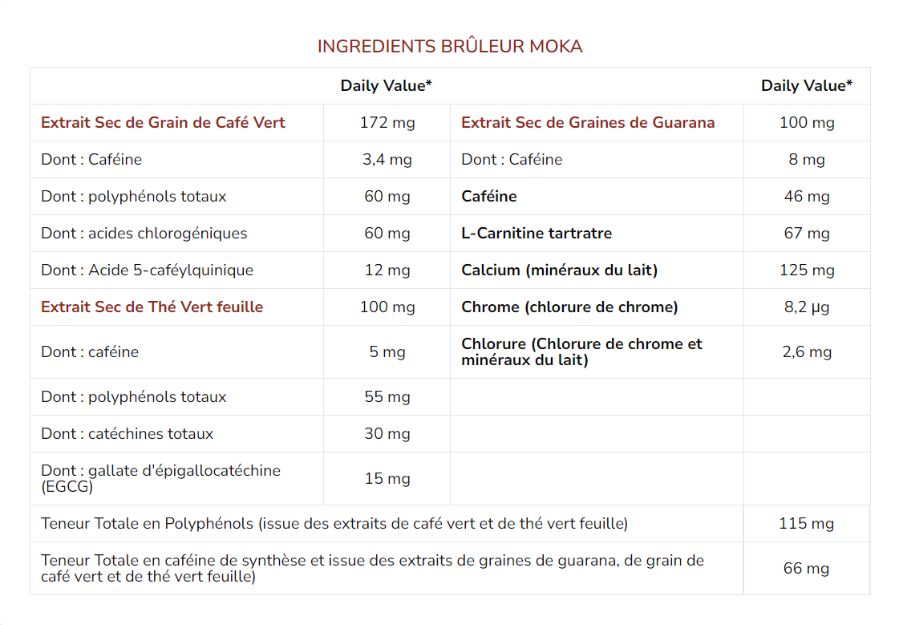 INGREDIENTS BRÛLEUR MOKA
Daily Value* Daily Value*
Extrait Sec de Grain de Café Vert 172 mg Extrait Sec de Graines de Guarana 100 mg
Dont : Caféine 3,4 mg Dont : Caféine 8 mg
Dont : polyphénols totaux 60 mg Caféine 46 mg
Dont : acides chlorogéniques 60 mg L-Carnitine tartratre 67 mg
Dont : Acide 5-caféylquinique 12 mg Calcium (minéraux du lait) 125 mg
Extrait Sec de Thé Vert feuille 100 mg Chrome (chlorure de chrome) 8,2 µg
Dont : caféine 5 mg Chlorure (Chlorure de chrome et
minéraux du lait) 2,6 mg
Dont : polyphénols totaux 55 mg
Dont : catéchines totaux 30 mg
Dont : gallate d'épigallocatéchine
(EGCG) 15 mg
Teneur Totale en Polyphénols (issue des extraits de café vert et de thé vert feuille) 115 mg
Teneur Totale en caféine de synthèse et issue des extraits de graines de guarana, de grain de
café vert et de thé vert feuille) 66 mg